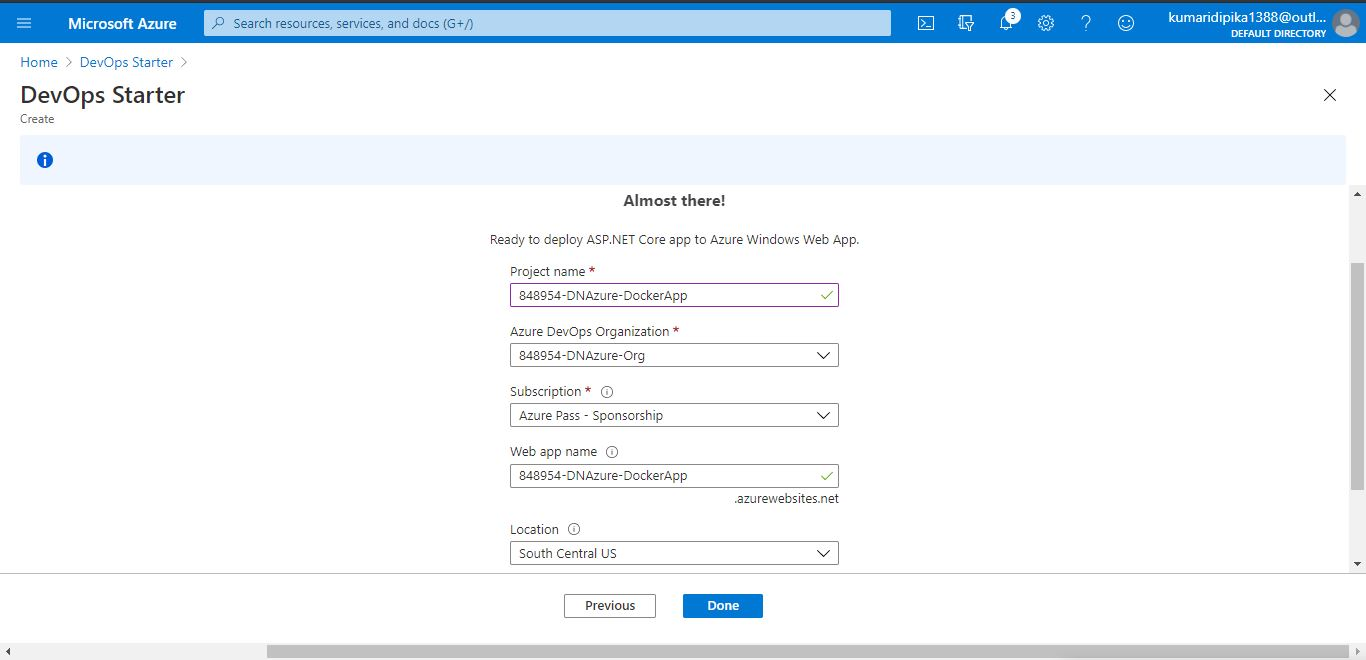 Microsoft Azure
Search resources, services, and docs (G+/)
3
kumaridipika1388@outl...
DEFAULT DIRECTORY
Home > DevOps Starter >
DevOps Starter
Create
Almost there!
Ready to deploy ASP.NET Core app to Azure Windows Web App.
Project name *
848954-DNAzure-DockerApp
Azure DevOps Organization *
848954-DNAzure-Org
Subscription *
Azure Pass - Sponsorship
Web app name
848954-DNAzure-DockerApp
.azurewebsites.net
Location
South Central US
Previous Done